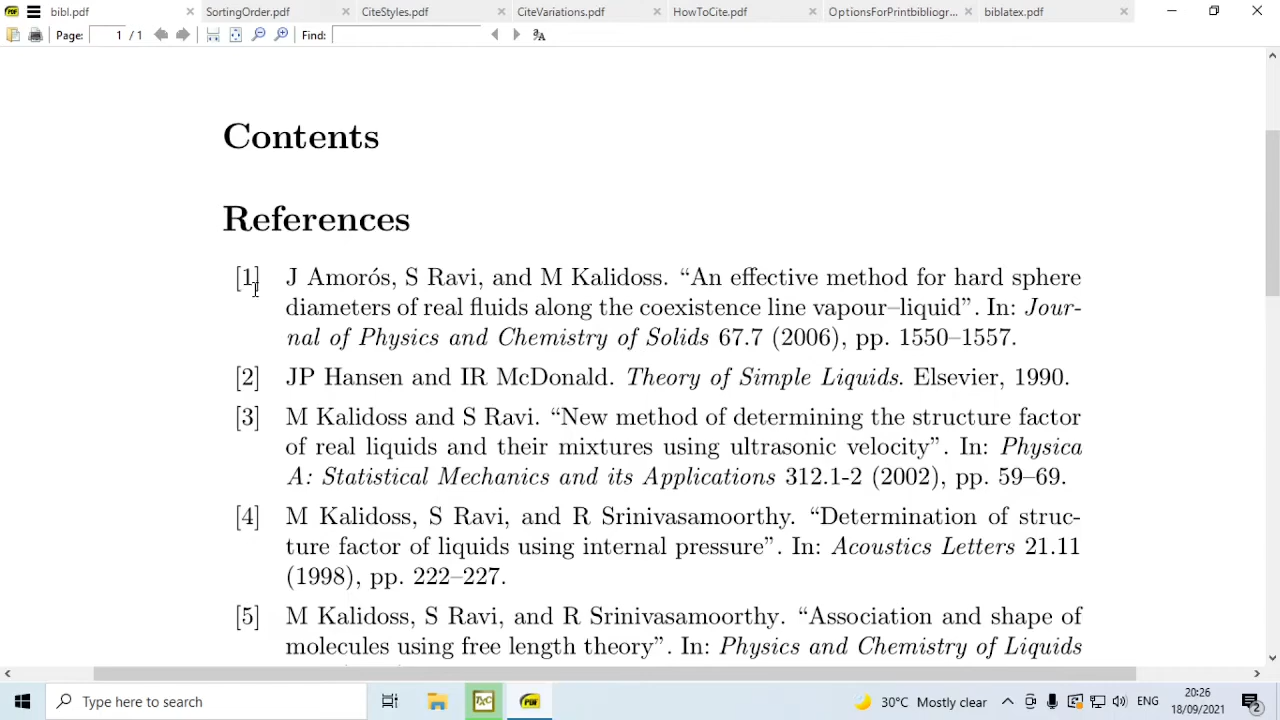 bibl.pdf SortingOrder.pdf CiteStyles.pdf CiteVariations.pdf HowToCite.pdf OptionsForPrintbibliogr... biblatex.pdf
Page: 1 / 1 Find:
Contents
References
[1] J Amorós, S Ravi, and M Kalidoss. “An effective method for hard sphere
diameters of real fluids along the coexistence line vapour–liquid”. In: Jour-
nal of Physics and Chemistry of Solids 67.7 (2006), pp. 1550–1557.
[2] JP Hansen and IR McDonald. Theory of Simple Liquids. Elsevier, 1990.
[3] M Kalidoss and S Ravi. “New method of determining the structure factor
of real liquids and their mixtures using ultrasonic velocity”. In: Physica
A: Statistical Mechanics and its Applications 312.1-2 (2002), pp. 59–69.
[4] M Kalidoss, S Ravi, and R Srinivasamoorthy. “Determination of struc-
ture factor of liquids using internal pressure”. In: Acoustics Letters 21.11
(1998), pp. 222–227.
[5] M Kalidoss, S Ravi, and R Srinivasamoorthy. “Association and shape of
molecules using free length theory”. In: Physics and Chemistry of Liquids
Type here to search TXC PDF 30°C Mostly clear ENG 20:26
18/09/2021 2